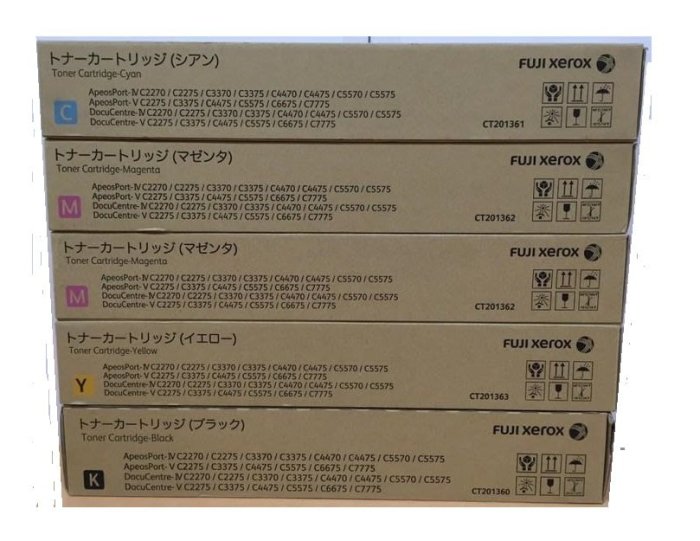 トナーカートリッジ (シアン)
FUJI xerox
Toner Cartridge-Cyan
C
ApeosPort-Ⅳ C2270 / C2275 / C3370 / C3375 / C4470 / C4475 / C5570 / C5575
ApeosPort-Ⅴ C2275 / C3375 / C4475 / C5575 / C6675 / C7775
DocuCentre-Ⅳ C2270 / C2275 / C3370 / C3375 / C4470 / C4475 / C5570 / C5575
DocuCentre-Ⅴ C2275 / C3375 / C4475 / C5575 / C6675 / C7775
CT201361
トナーカートリッジ (マゼンタ)
FUJI xerox
Toner Cartridge-Magenta
M
ApeosPort-Ⅳ C2270 / C2275 / C3370 / C3375 / C4470 / C4475 / C5570 / C5575
ApeosPort-Ⅴ C2275 / C3375 / C4475 / C5575 / C6675 / C7775
DocuCentre-Ⅳ C2270 / C2275 / C3370 / C3375 / C4470 / C4475 / C5570 / C5575
DocuCentre-Ⅴ C2275 / C3375 / C4475 / C5575 / C6675 / C7775
CT201362
トナーカートリッジ (マゼンタ)
FUJI xerox
Toner Cartridge-Magenta
M
ApeosPort-Ⅳ C2270 / C2275 / C3370 / C3375 / C4470 / C4475 / C5570 / C5575
ApeosPort-Ⅴ C2275 / C3375 / C4475 / C5575 / C6675 / C7775
DocuCentre-Ⅳ C2270 / C2275 / C3370 / C3375 / C4470 / C4475 / C5570 / C5575
DocuCentre-Ⅴ C2275 / C3375 / C4475 / C5575 / C6675 / C7775
CT201362
トナーカートリッジ (イエロー)
FUJI xerox
Toner Cartridge-Yellow
Y
ApeosPort-Ⅳ C2270 / C2275 / C3370 / C3375 / C4470 / C4475 / C5570 / C5575
ApeosPort-Ⅴ C2275 / C3375 / C4475 / C5575 / C6675 / C7775
DocuCentre-Ⅳ C2270 / C2275 / C3370 / C3375 / C4470 / C4475 / C5570 / C5575
DocuCentre-Ⅴ C2275 / C3375 / C4475 / C5575 / C6675 / C7775
CT201363
トナーカートリッジ (ブラック)
FUJI xerox
Toner Cartridge-Black
K
ApeosPort-Ⅳ C2270 / C2275 / C3370 / C3375 / C4470 / C4475 / C5570 / C5575
ApeosPort-Ⅴ C2275 / C3375 / C4475 / C5575 / C6675 / C7775
DocuCentre-Ⅳ C2270 / C2275 / C3370 / C3375 / C4470 / C4475 / C5570 / C5575
DocuCentre-Ⅴ C2275 / C3375 / C4475 / C5575 / C6675 / C7775
CT201360